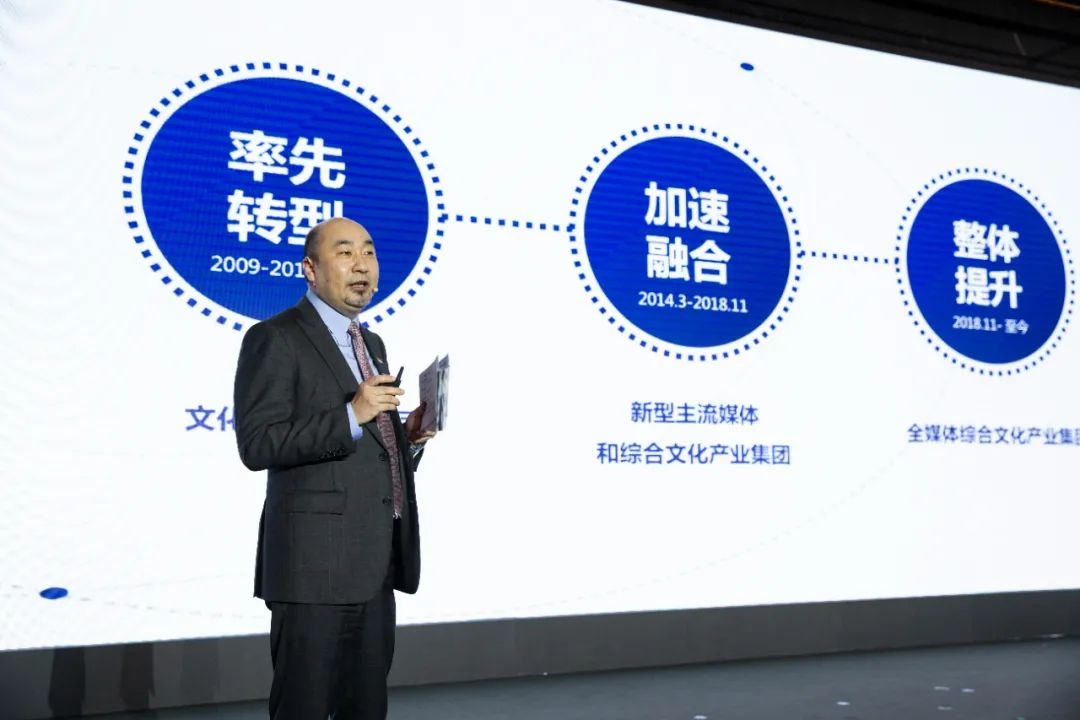 率先
转型
2009-201
文化
加速
融合
2014.3-2018.11
新型主流媒体
和综合文化产业集团
整体
提升
2018.11- 至今
全媒体综合文化产业集团